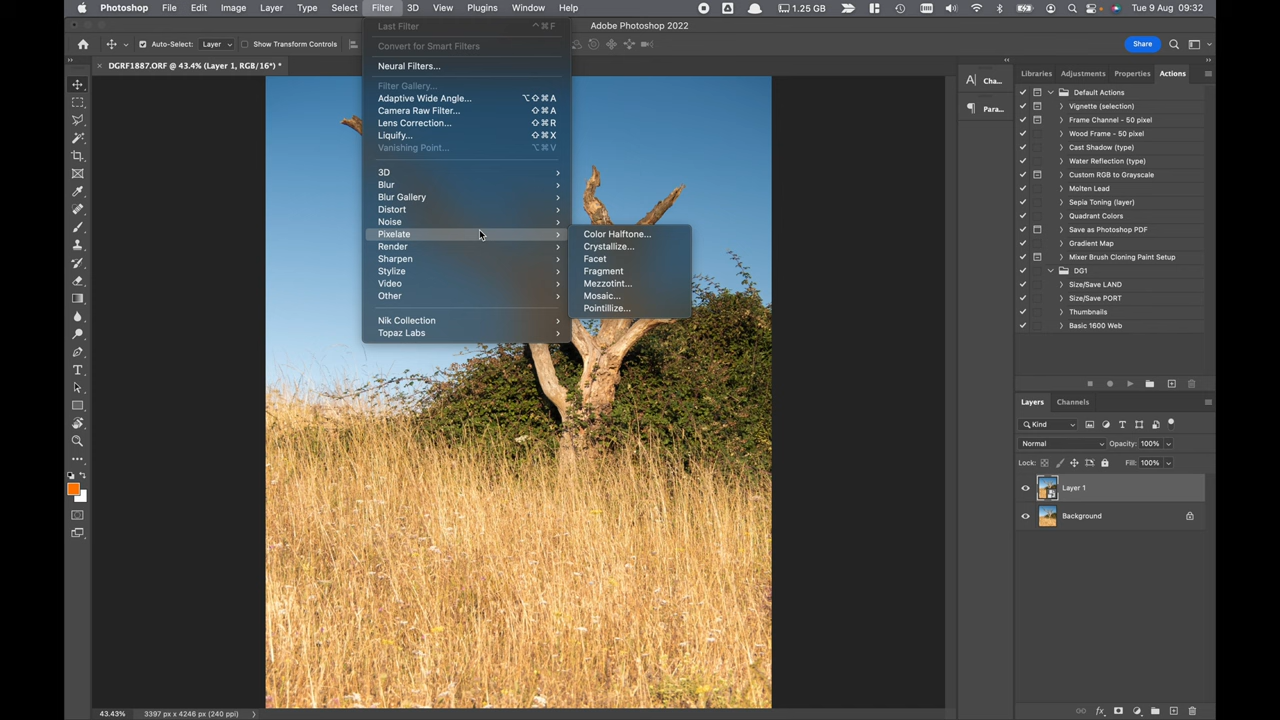 Photoshop File Edit Image Layer Type Select Filter 3D View Plugins Window Help 1.25 GB Tue 9 Aug 09:32
Adobe Photoshop 2022
Auto-Select: Layer Show Transform Controls Share
DGRF1887.ORF @ 43.4% (Layer 1, RGB/16*) *
Last Filter ^⌘F
Convert for Smart Filters
Neural Filters...
Filter Gallery...
Adaptive Wide Angle... ⌥⇧⌘A
Camera Raw Filter... ⇧⌘A
Lens Correction... ⇧⌘R
Liquify... ⇧⌘X
Vanishing Point... ⌥⌘V
3D
Blur
Blur Gallery
Distort
Noise
Pixelate
Render
Sharpen
Stylize
Video
Other
Nik Collection
Topaz Labs
Color Halftone...
Crystallize...
Facet
Fragment
Mezzotint...
Mosaic...
Pointillize...
Cha...
Para...
Libraries Adjustments Properties Actions
Default Actions
Vignette (selection)
Frame Channel - 50 pixel
Wood Frame - 50 pixel
Cast Shadow (type)
Water Reflection (type)
Custom RGB to Grayscale
Molten Lead
Sepia Toning (layer)
Quadrant Colors
Save as Photoshop PDF
Gradient Map
Mixer Brush Cloning Paint Setup
DG1
Size/Save LAND
Size/Save PORT
Thumbnails
Basic 1600 Web
Layers Channels
Kind
Normal Opacity: 100%
Lock: Fill: 100%
Layer 1
Background
43.43% 3397 px x 4246 px (240 ppi)